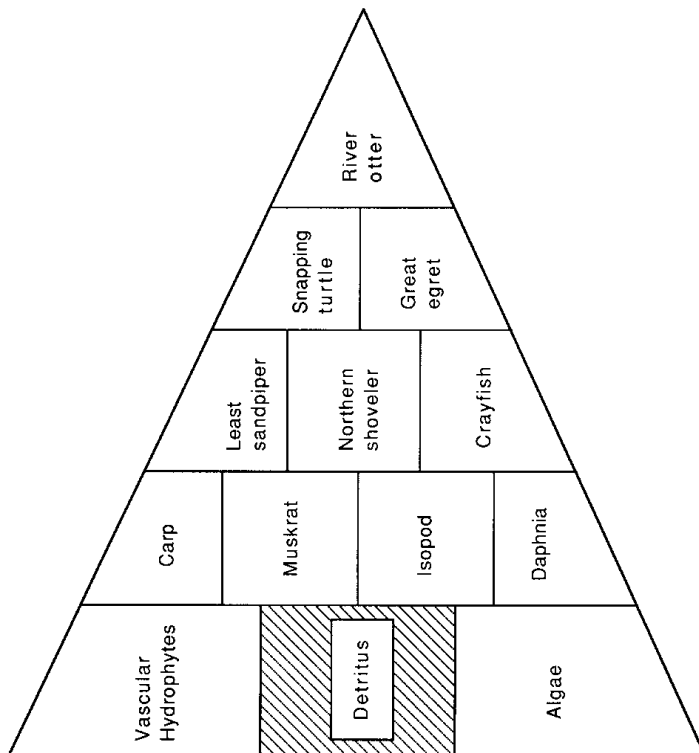 River
otter
Snapping
turtle
Great
egret
Least
sandpiper
Northern
shoveler
Crayfish
Carp
Muskrat
Isopod
Daphnia
Vascular
Hydrophytes
Detritus
Algae